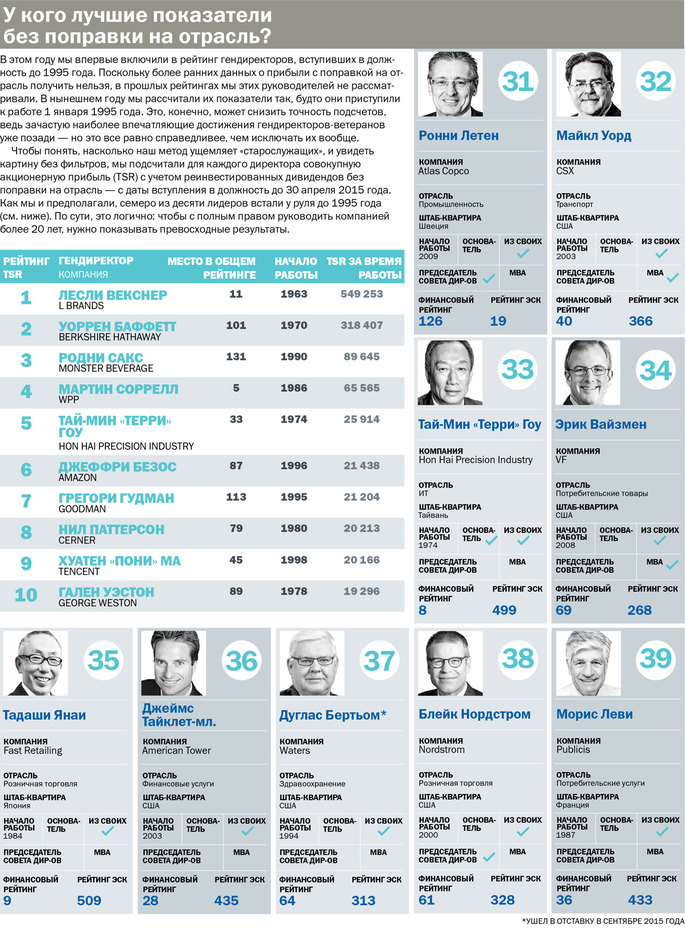 У кого лучшие показатели
без поправки на отрасль?
В этом году мы впервые включили в рейтинг гендиректоров, вступивших в долж-
ность до 1995 года. Поскольку более ранних данных о прибыли с поправкой на от-
расль получить нельзя, в прошлых рейтингах мы этих руководителей не рассмат-
ривали. В нынешнем году мы рассчитали их показатели так, будто они приступили
к работе 1 января 1995 года. Это, конечно, может снизить точность подсчетов,
ведь зачастую наиболее впечатляющие достижения гендиректоров-ветеранов
уже позади — но это все равно справедливее, чем исключать их вообще.
Чтобы понять, насколько наш метод ущемляет «старослужащих», и увидеть
картину без фильтров, мы подсчитали для каждого директора совокупную
акционерную прибыль (TSR) с учетом реинвестированных дивидендов без
поправки на отрасль — с даты вступления в должность до 30 апреля 2015 года.
Как мы и предполагали, семеро из десяти лидеров встали у руля до 1995 года
(см. ниже). По сути, это логично: чтобы с полным правом руководить компанией
более 20 лет, нужно показывать превосходные результаты.
РЕЙТИНГ TSR
ГЕНДИРЕКТОР
КОМПАНИЯ
МЕСТО В ОБЩЕМ РЕЙТИНГЕ
НАЧАЛО РАБОТЫ
TSR ЗА ВРЕМЯ РАБОТЫ
1 ЛЕСЛИ ВЕКСНЕР 11 1963 549 253
L BRANDS
2 УОРРЕН БАФФЕТТ 101 1970 318 407
BERKSHIRE HATHAWAY
3 РОДНИ САКС 131 1990 89 645
MONSTER BEVERAGE
4 МАРТИН СОРРЕЛЛ 5 1986 65 565
WPP
5 ТАЙ-МИН «ТЕРРИ» 33 1974 25 914
ГОУ
HON HAI PRECISION INDUSTRY
6 ДЖЕФФРИ БЕЗОС 87 1996 21 438
AMAZON
7 ГРЕГОРИ ГУДМАН 113 1995 21 204
GOODMAN
8 НИЛ ПАТТЕРСОН 79 1980 20 213
CERNER
9 ХУАТЕН «ПОНИ» МА 45 1998 20 166
TENCENT
10 ГАЛЕН УЭСТОН 89 1978 19 296
GEORGE WESTON
31
Ронни Летен
КОМПАНИЯ
Atlas Copco
ОТРАСЛЬ
Промышленность
ШТАБ-КВАРТИРА
Швеция
НАЧАЛО ОСНОВА- ИЗ СВОИХ
РАБОТЫ ТЕЛЬ ✓
2009
ПРЕДСЕДАТЕЛЬ MBA
СОВЕТА ДИР-ОВ ✓
ФИНАНСОВЫЙ РЕЙТИНГ ЭСК
РЕЙТИНГ
126 19
32
Майкл Уорд
КОМПАНИЯ
CSX
ОТРАСЛЬ
Транспорт
ШТАБ-КВАРТИРА
США
НАЧАЛО ОСНОВА- ИЗ СВОИХ
РАБОТЫ ТЕЛЬ ✓
2003
ПРЕДСЕДАТЕЛЬ MBA
СОВЕТА ДИР-ОВ ✓ ✓
ФИНАНСОВЫЙ РЕЙТИНГ ЭСК
РЕЙТИНГ
40 366
33
Тай-Мин «Терри» Гоу
КОМПАНИЯ
Hon Hai Precision Industry
ОТРАСЛЬ
ИТ
ШТАБ-КВАРТИРА
Тайвань
НАЧАЛО ОСНОВА- ИЗ СВОИХ
РАБОТЫ ТЕЛЬ ✓ ✓
1974
ПРЕДСЕДАТЕЛЬ MBA
СОВЕТА ДИР-ОВ ✓
ФИНАНСОВЫЙ РЕЙТИНГ ЭСК
РЕЙТИНГ
8 499
34
Эрик Вайзмен
КОМПАНИЯ
VF
ОТРАСЛЬ
Потребительские товары
ШТАБ-КВАРТИРА
США
НАЧАЛО ОСНОВА- ИЗ СВОИХ
РАБОТЫ ТЕЛЬ ✓
2008
ПРЕДСЕДАТЕЛЬ MBA ✓
СОВЕТА ДИР-ОВ ✓
ФИНАНСОВЫЙ РЕЙТИНГ ЭСК
РЕЙТИНГ
69 268
35
Тадаши Янаи
КОМПАНИЯ
Fast Retailing
ОТРАСЛЬ
Розничная торговля
ШТАБ-КВАРТИРА
Япония
НАЧАЛО ОСНОВА- ИЗ СВОИХ
РАБОТЫ ТЕЛЬ ✓
1984
ПРЕДСЕДАТЕЛЬ MBA
СОВЕТА ДИР-ОВ ✓
ФИНАНСОВЫЙ РЕЙТИНГ ЭСК
РЕЙТИНГ
9 509
36
Джеймс
Тайклет-мл.
КОМПАНИЯ
American Tower
ОТРАСЛЬ
Финансовые услуги
ШТАБ-КВАРТИРА
США
НАЧАЛО ОСНОВА- ИЗ СВОИХ
РАБОТЫ ТЕЛЬ ✓
2003
ПРЕДСЕДАТЕЛЬ MBA
СОВЕТА ДИР-ОВ ✓
ФИНАНСОВЫЙ РЕЙТИНГ ЭСК
РЕЙТИНГ
28 435
37
Дуглас Бертьом*
КОМПАНИЯ
Waters
ОТРАСЛЬ
Здравоохранение
ШТАБ-КВАРТИРА
США
НАЧАЛО ОСНОВА- ИЗ СВОИХ
РАБОТЫ ТЕЛЬ ✓
1994
ПРЕДСЕДАТЕЛЬ MBA
СОВЕТА ДИР-ОВ ✓
ФИНАНСОВЫЙ РЕЙТИНГ ЭСК
РЕЙТИНГ
64 313
38
Блейк Нордстром
КОМПАНИЯ
Nordstrom
ОТРАСЛЬ
Розничная торговля
ШТАБ-КВАРТИРА
США
НАЧАЛО ОСНОВА- ИЗ СВОИХ
РАБОТЫ ТЕЛЬ ✓
2000
ПРЕДСЕДАТЕЛЬ MBA
СОВЕТА ДИР-ОВ ✓
ФИНАНСОВЫЙ РЕЙТИНГ ЭСК
РЕЙТИНГ
61 328
39
Морис Леви
КОМПАНИЯ
Publicis
ОТРАСЛЬ
Потребительские услуги
ШТАБ-КВАРТИРА
Франция
НАЧАЛО ОСНОВА- ИЗ СВОИХ
РАБОТЫ ТЕЛЬ ✓
1987
ПРЕДСЕДАТЕЛЬ MBA
СОВЕТА ДИР-ОВ
ФИНАНСОВЫЙ РЕЙТИНГ ЭСК
РЕЙТИНГ
36 433
*УШЕЛ В ОТСТАВКУ В СЕНТЯБРЕ 2015 ГОДА